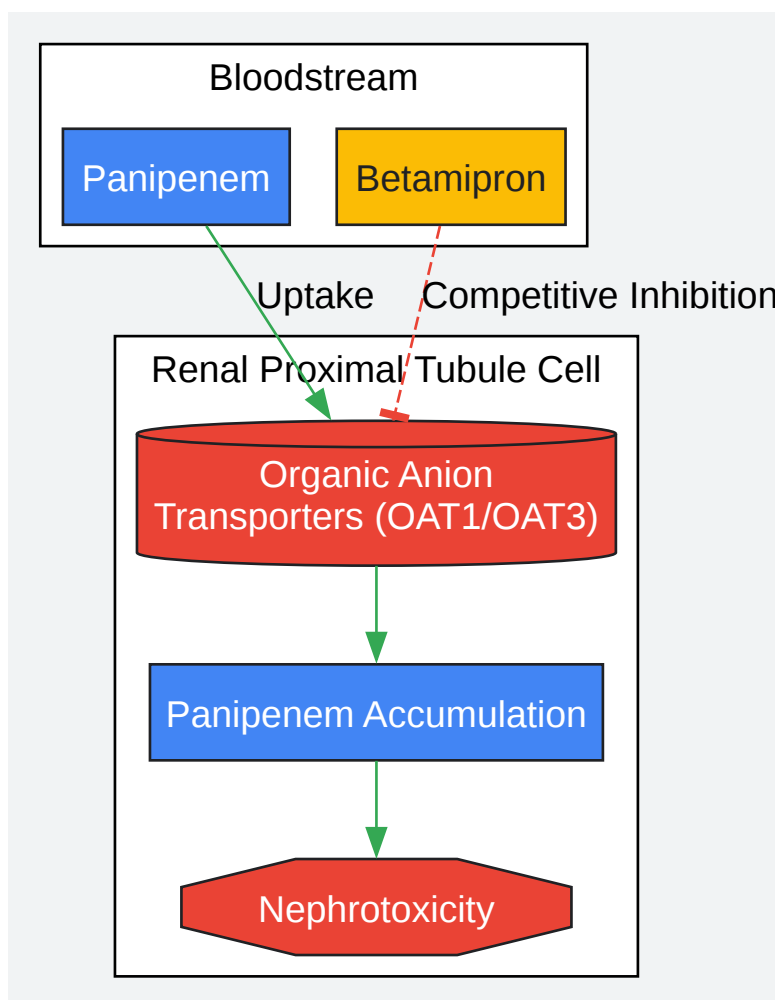 Bloodstream
Panipenem
Betamipron
Uptake
Competitive Inhibition
Renal Proximal Tubule Cell
Organic Anion
Transporters (OAT1/OAT3)
Panipenem Accumulation
Nephrotoxicity